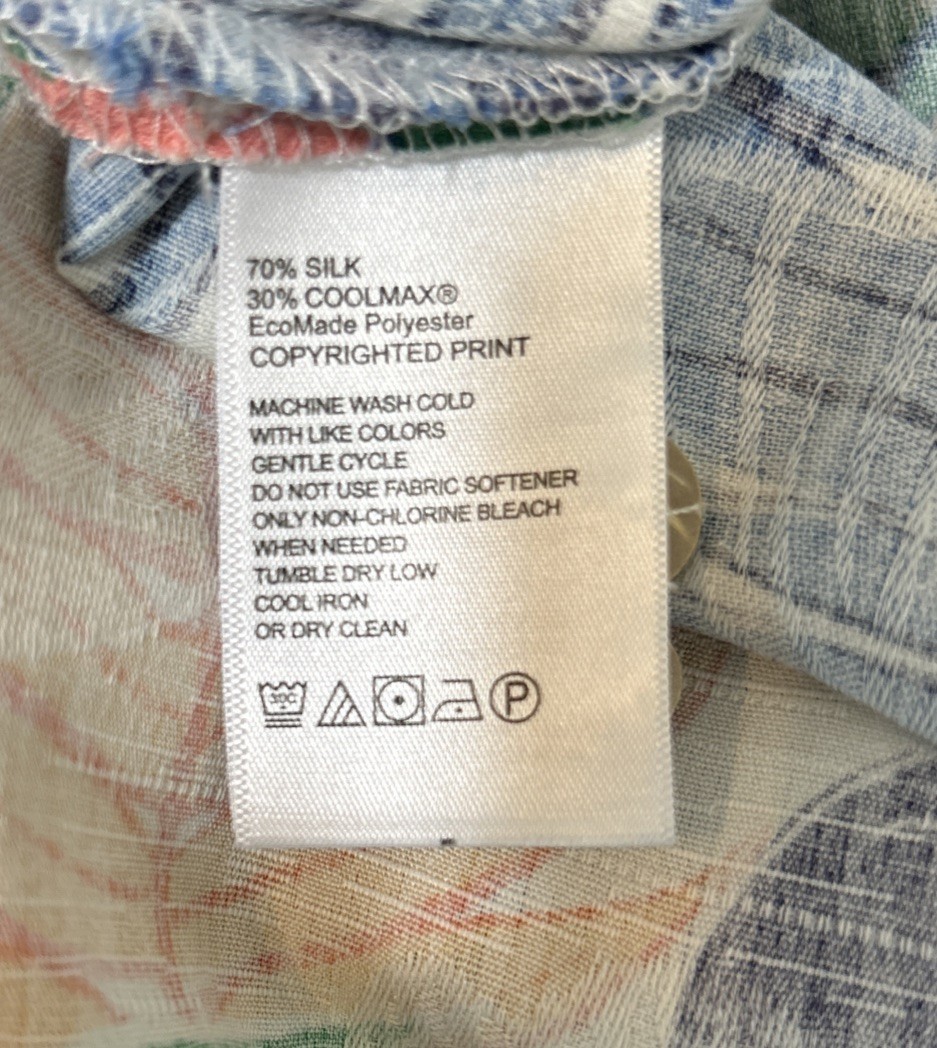 70% SILK
30% COOLMAX®
EcoMade Polyester
COPYRIGHTED PRINT
MACHINE WASH COLD
WITH LIKE COLORS
GENTLE CYCLE
DO NOT USE FABRIC SOFTENER
ONLY NON-CHLORINE BLEACH
WHEN NEEDED
TUMBLE DRY LOW
COOL IRON
OR DRY CLEAN
30C P